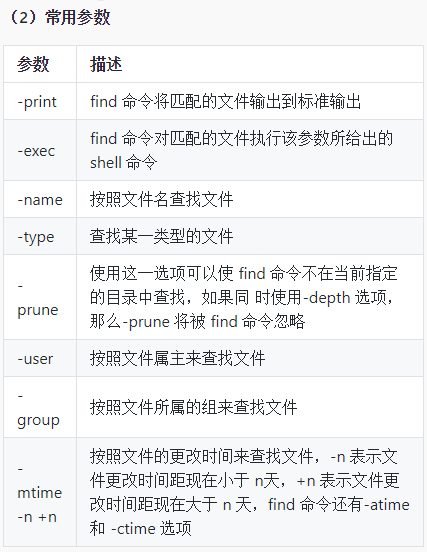 （2）常用参数
参数 描述
-print find 命令将匹配的文件输出到标准输出
-exec find 命令对匹配的文件执行该参数所给出的
shell 命令
-name 按照文件名查找文件
-type 查找某一类型的文件
-
prune
使用这一选项可以使 find 命令不在当前指定
的目录中查找，如果同 时使用-depth 选项，
那么-prune 将被 find 命令忽略
-user 按照文件属主来查找文件
-
group
按照文件所属的组来查找文件
-
mtime
-n +n
按照文件的更改时间来查找文件，-n 表示文
件更改时间距现在小于 n天，+n 表示文件更
改时间距现在大于 n 天，find 命令还有-atime
和 -ctime 选项